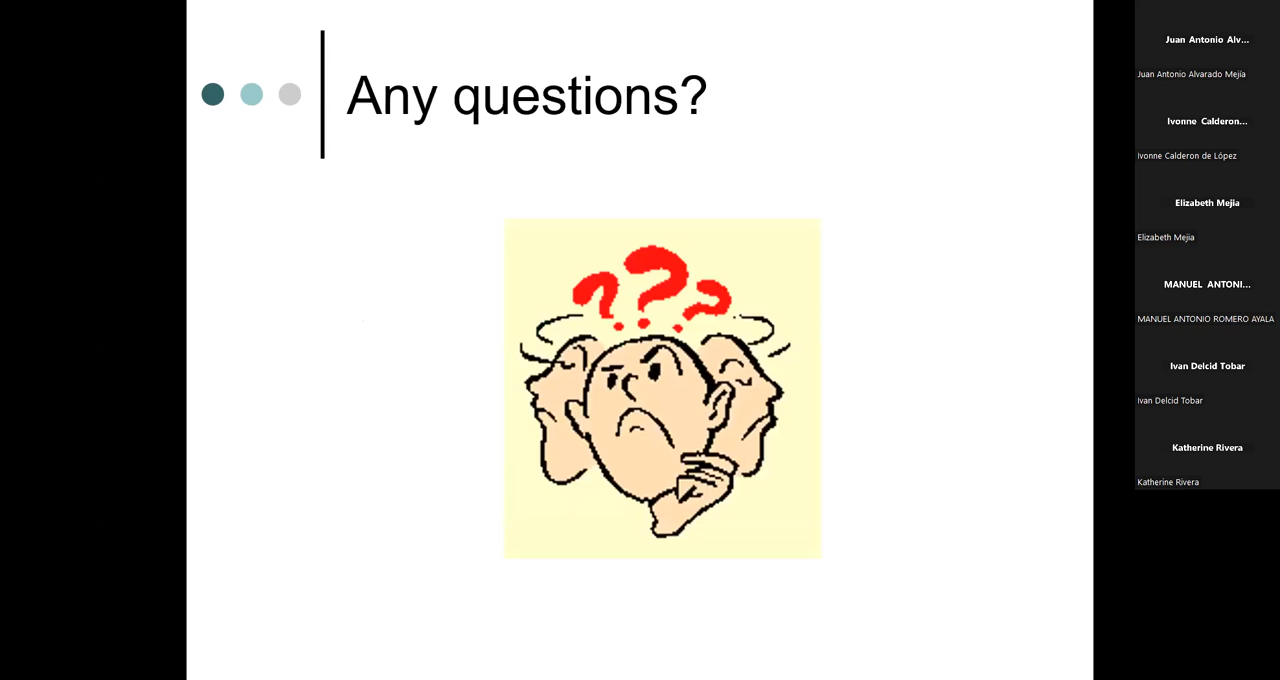 Any questions?
???
Juan Antonio Alv...
Juan Antonio Alvarado Mejía
Ivonne Calderon...
Ivonne Calderon de López
Elizabeth Mejia
Elizabeth Mejia
MANUEL ANTONI...
MANUEL ANTONIO ROMERO AYALA
Ivan Delcid Tobar
Ivan Delcid Tobar
Katherine Rivera
Katherine Rivera